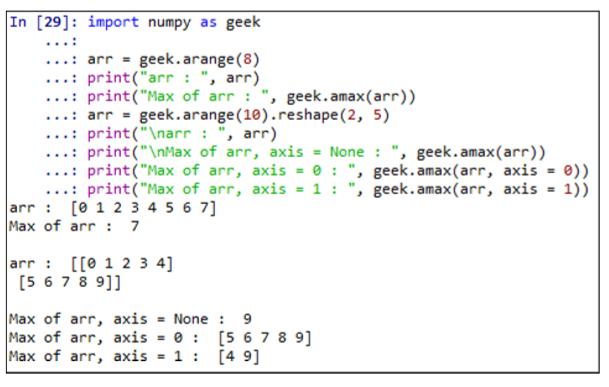 In [29]: import numpy as geek
    ...:
    ...: arr = geek.arange(8)
    ...: print("arr : ", arr)
    ...: print("Max of arr : ", geek.amax(arr))
    ...: arr = geek.arange(10).reshape(2, 5)
    ...: print("\narr : ", arr)
    ...: print("\nMax of arr, axis = None : ", geek.amax(arr))
    ...: print("Max of arr, axis = 0 : ", geek.amax(arr, axis = 0))
    ...: print("Max of arr, axis = 1 : ", geek.amax(arr, axis = 1))
arr :  [0 1 2 3 4 5 6 7]
Max of arr :  7

arr :  [[0 1 2 3 4]
 [5 6 7 8 9]]

Max of arr, axis = None :  9
Max of arr, axis = 0 :  [5 6 7 8 9]
Max of arr, axis = 1 :  [4 9]